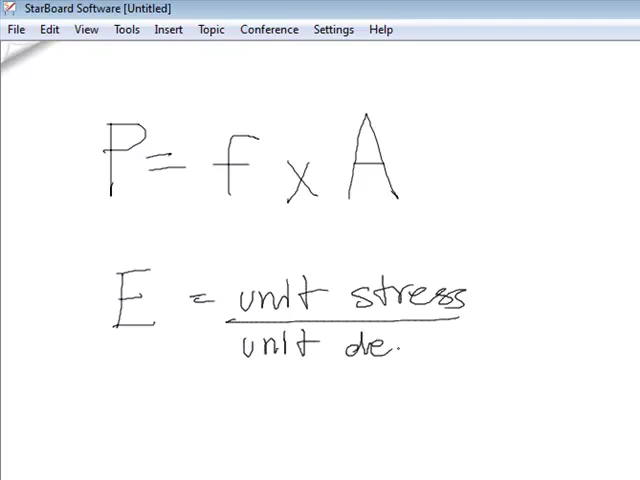 StarBoard Software [Untitled]
File Edit View Tools Insert Topic Conference Settings Help
P = f x A
E = unit stress
unit de.